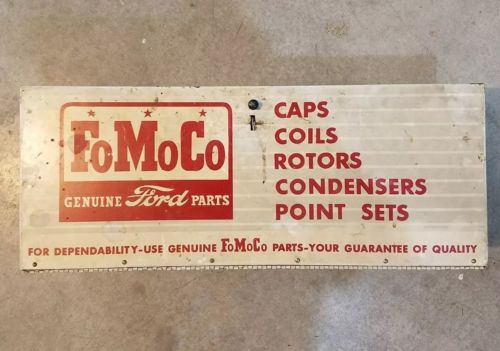 FoMoCo
GENUINE Ford PARTS
CAPS
COILS
ROTORS
CONDENSERS
POINT SETS
FOR DEPENDABILITY-USE GENUINE FoMoCo PARTS-YOUR GUARANTEE OF QUALITY